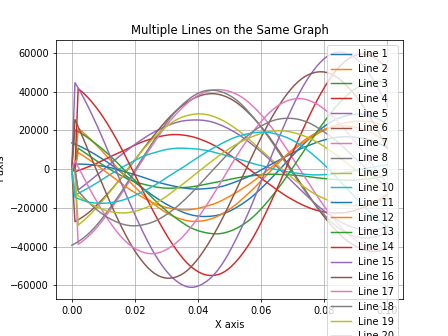 Multiple Lines on the Same Graph
60000
40000
20000
0
−20000
−40000
−60000
0.00
0.02
0.04
0.06
0.08
X axis
Line 1
Line 2
Line 3
Line 4
Line 5
Line 6
Line 7
Line 8
Line 9
Line 10
Line 11
Line 12
Line 13
Line 14
Line 15
Line 16
Line 17
Line 18
Line 19
Line 20